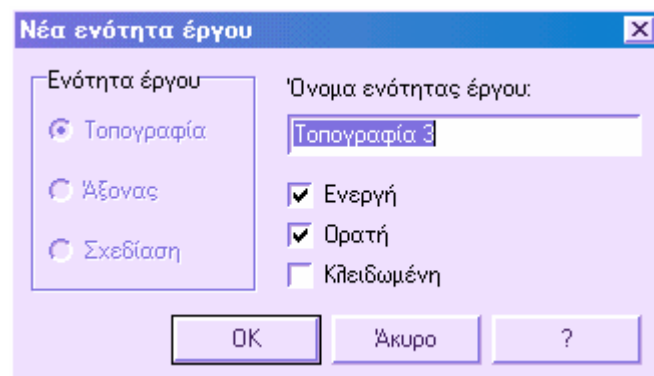 Νέα ενότητα έργου
Ενότητα έργου
Τοπογραφία
Άξονας
Σχεδίαση
Όνομα ενότητας έργου:
Τοπογραφία 3
Ενεργή
Ορατή
Κλειδωμένη
OK
Άκυρο
?